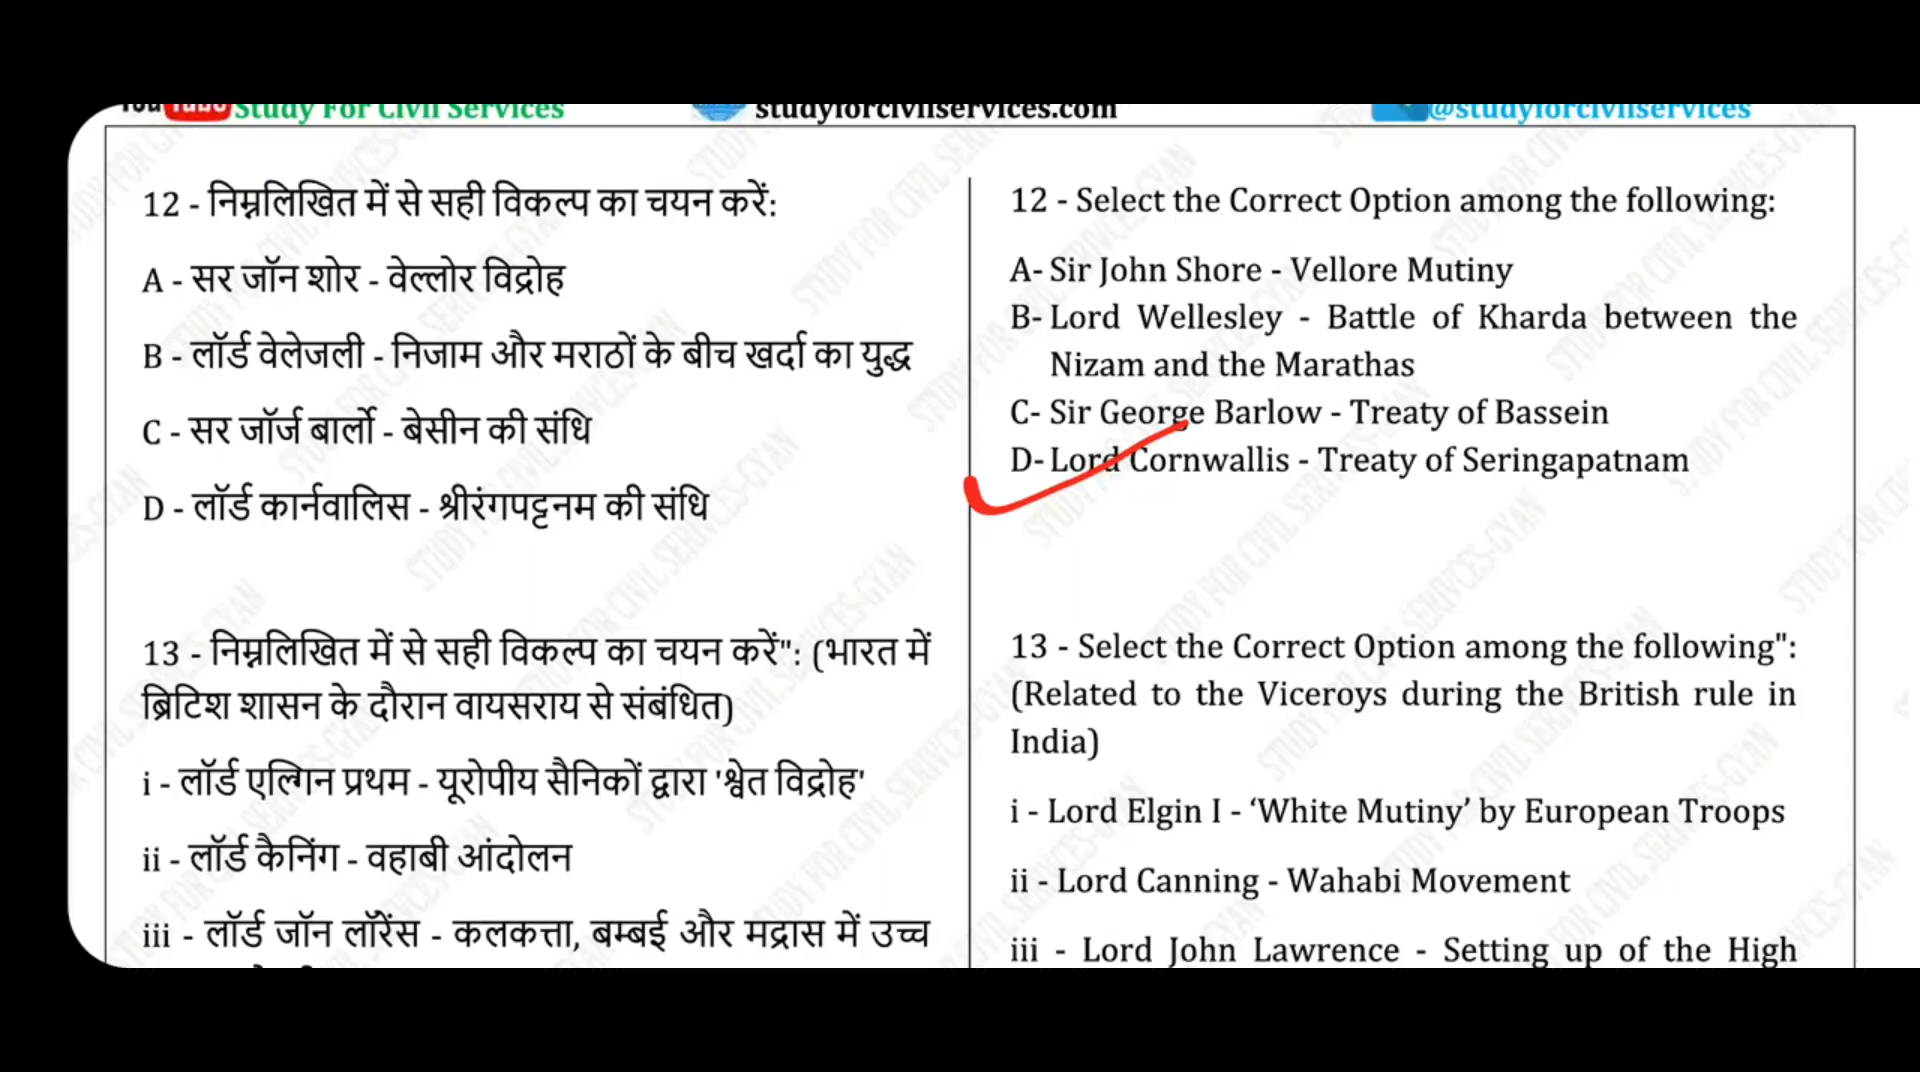 YouTube Study For Civil Services studyforcivilservices.com @studyforcivilservices
12 - निम्नलिखित में से सही विकल्प का चयन करें:
A - सर जॉन शोर - वेल्लोर विद्रोह
B - लॉर्ड वेलेजली - निजाम और मराठों के बीच खर्दा का युद्ध
C - सर जॉर्ज बार्लो - बेसीन की संधि
D - लॉर्ड कार्नवालिस - श्रीरंगपट्टनम की संधि
13 - निम्नलिखित में से सही विकल्प का चयन करें": (भारत में
ब्रिटिश शासन के दौरान वायसराय से संबंधित)
i - लॉर्ड एल्गिन प्रथम - यूरोपीय सैनिकों द्वारा 'श्वेत विद्रोह'
ii - लॉर्ड कैनिंग - वहाबी आंदोलन
iii - लॉर्ड जॉन लॉरेंस - कलकत्ता, बम्बई और मद्रास में उच्च
12 - Select the Correct Option among the following:
A- Sir John Shore - Vellore Mutiny
B- Lord Wellesley - Battle of Kharda between the
Nizam and the Marathas
C- Sir George Barlow - Treaty of Bassein
D- Lord Cornwallis - Treaty of Seringapatnam
13 - Select the Correct Option among the following":
(Related to the Viceroys during the British rule in
India)
i - Lord Elgin I - ‘White Mutiny’ by European Troops
ii - Lord Canning - Wahabi Movement
iii - Lord John Lawrence - Setting up of the High